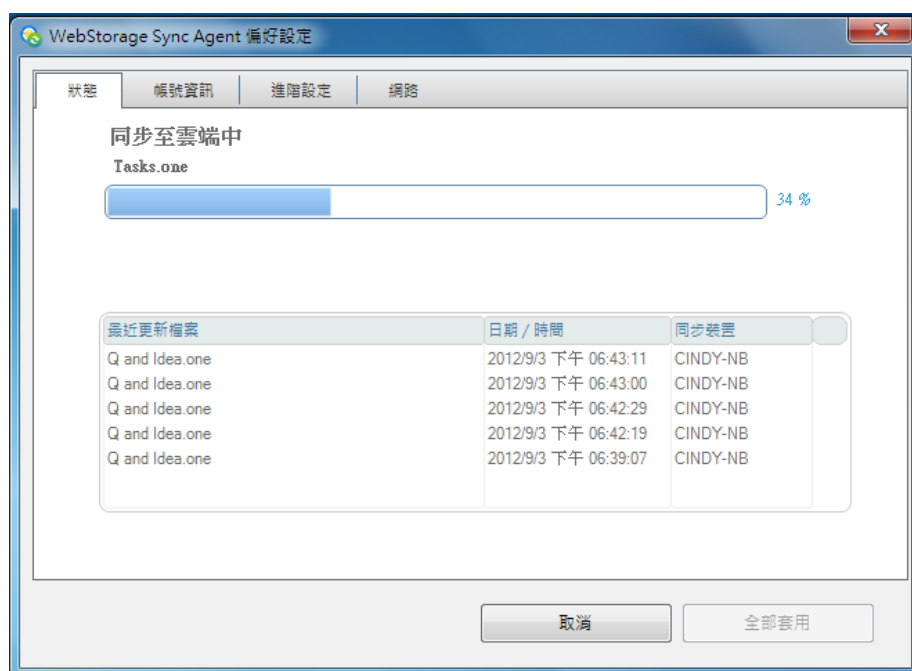 WebStorage Sync Agent 偏好設定
狀態 帳號資訊 進階設定 網路
同步至雲端中
Tasks.one
34 %
最近更新檔案 日期 / 時間 同步裝置
Q and Idea.one 2012/9/3 下午 06:43:11 CINDY-NB
Q and Idea.one 2012/9/3 下午 06:43:00 CINDY-NB
Q and Idea.one 2012/9/3 下午 06:42:29 CINDY-NB
Q and Idea.one 2012/9/3 下午 06:42:19 CINDY-NB
Q and Idea.one 2012/9/3 下午 06:39:07 CINDY-NB
取消 全部套用